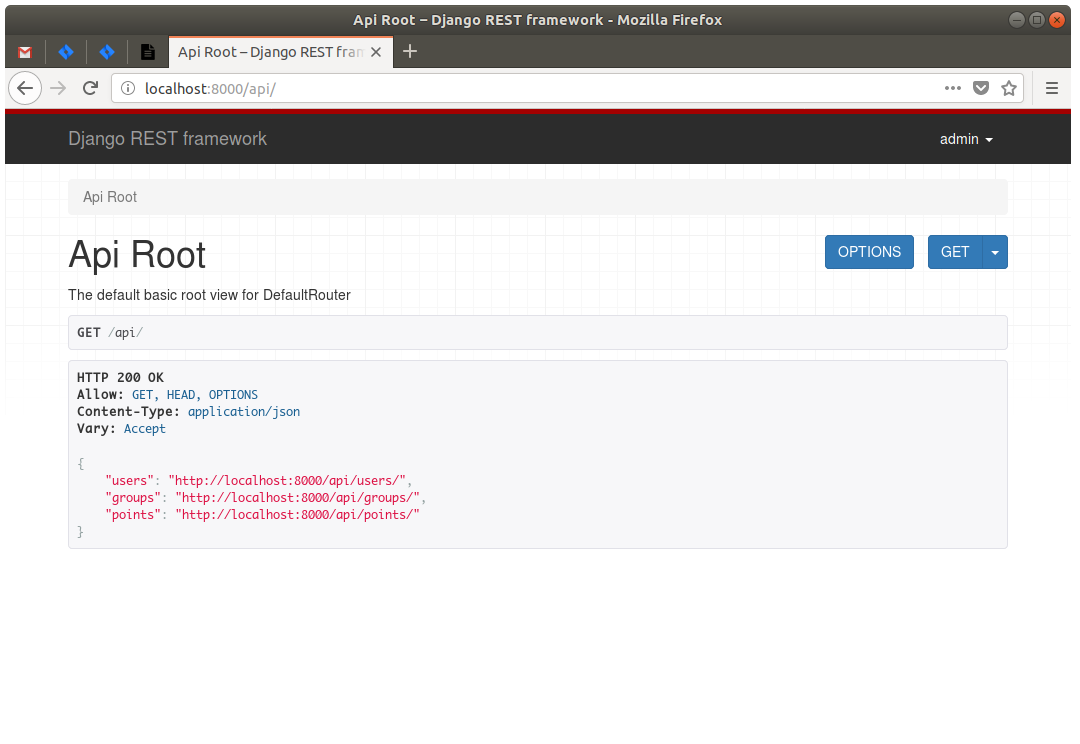 Api Root – Django REST framework - Mozilla Firefox
Api Root – Django REST fram
localhost:8000/api/
Django REST framework
admin
Api Root
Api Root
OPTIONS
GET
The default basic root view for DefaultRouter
GET /api/
HTTP 200 OK
Allow: GET, HEAD, OPTIONS
Content-Type: application/json
Vary: Accept
{
"users": "http://localhost:8000/api/users/",
"groups": "http://localhost:8000/api/groups/",
"points": "http://localhost:8000/api/points/"
}